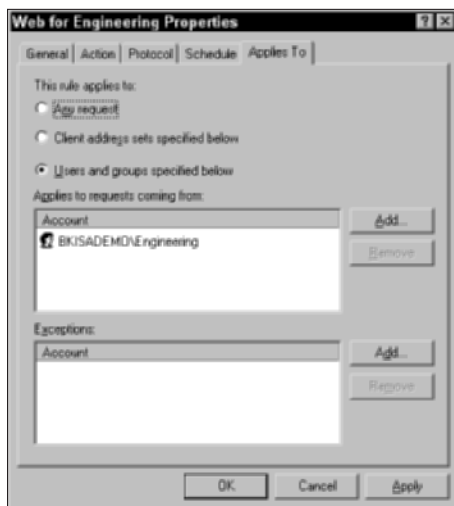 Web for Engineering Properties
General Action Protocol Schedule Applies To
This rule applies to:
Any request
Client address sets specified below
Users and groups specified below
Applies to requests coming from:
Account
Add...
BKISADEMO\Engineering
Remove
Exceptions:
Account
Add...
Remove
OK Cancel Apply